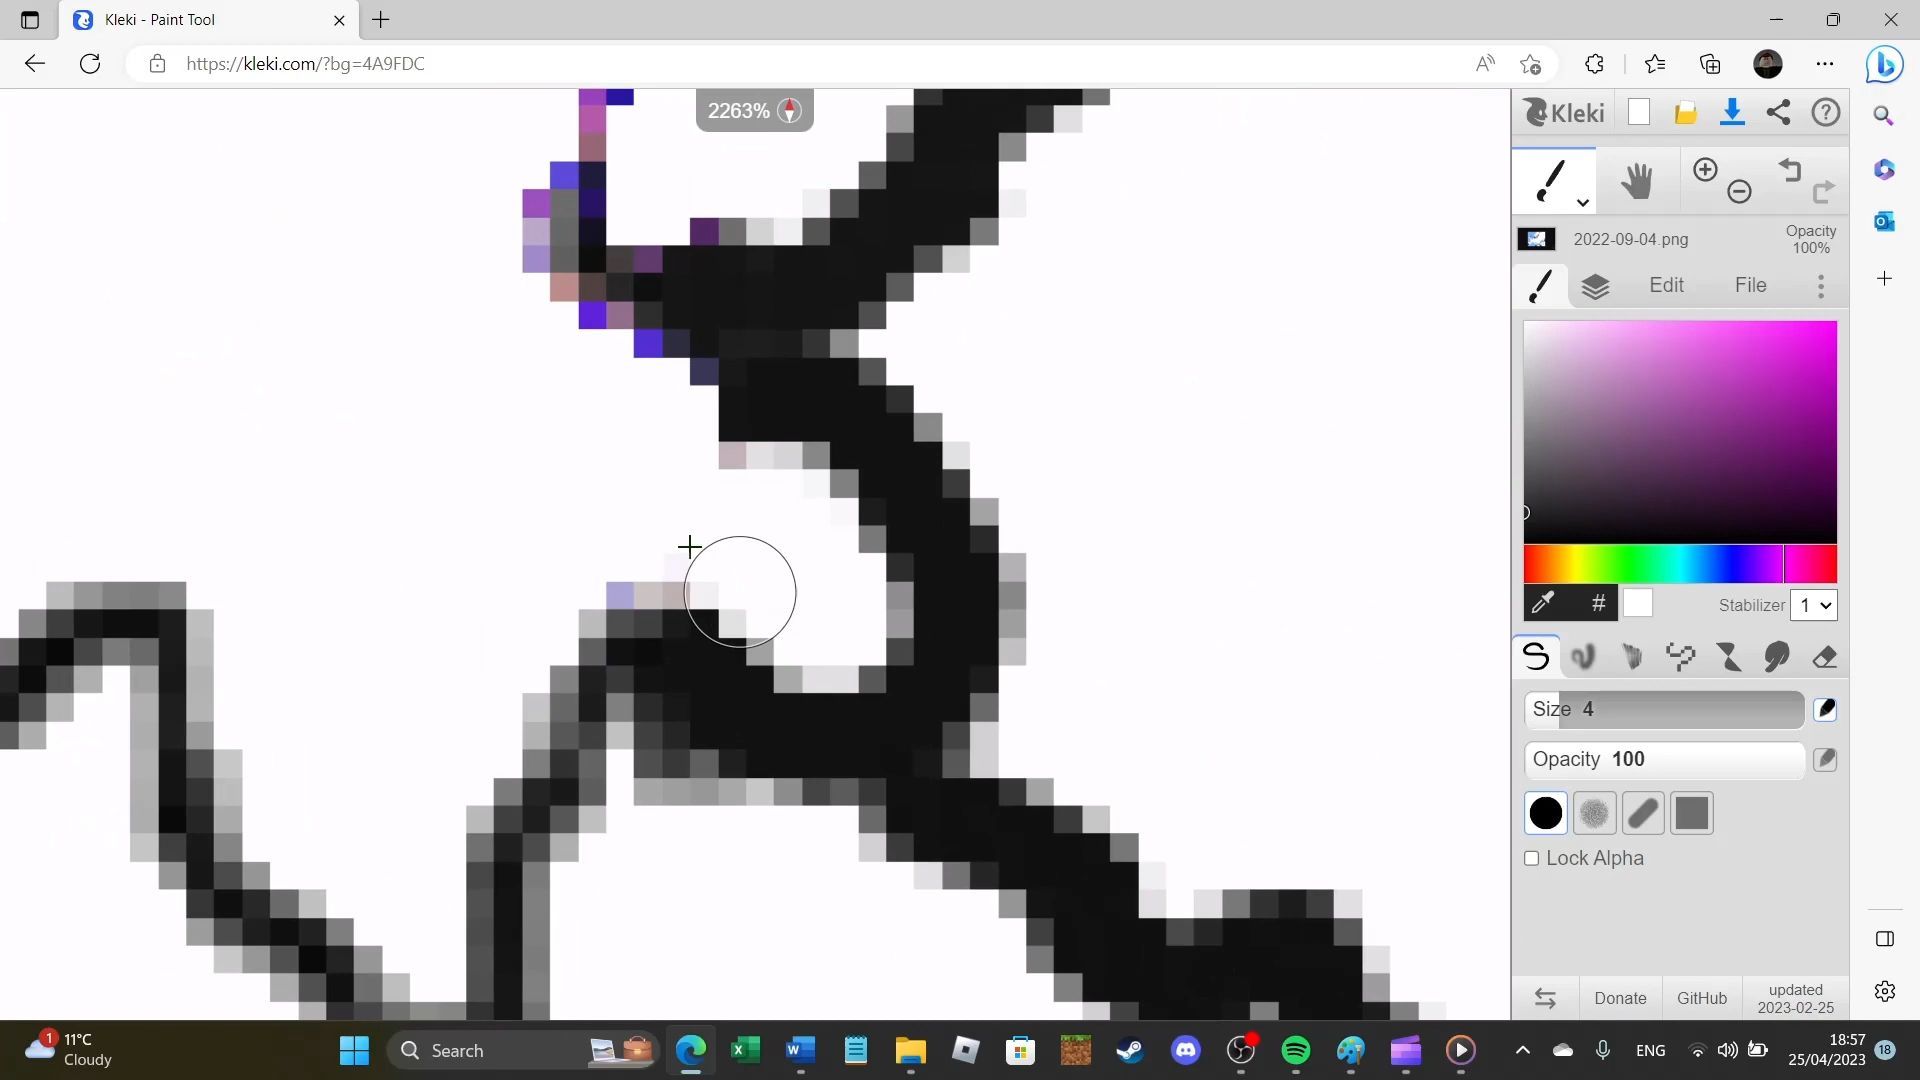 Kleki - Paint Tool
https://kleki.com/?bg=4A9FDC
2263%
Kleki
2022-09-04.png
Opacity
100%
Edit
File
#
Stabilizer 1
Size 4
Opacity 100
Lock Alpha
Donate
GitHub
updated
2023-02-25
1
11°C
Cloudy
Search
ENG
18:57
25/04/2023
18